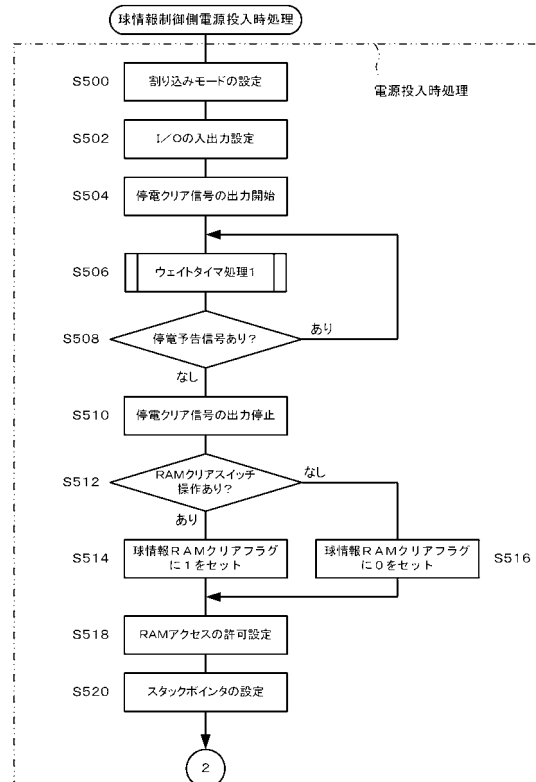 球情報制御側電源投入時処理
電源投入時処理
S500
割り込みモードの設定
S502
I/Oの入出力設定
S504
停電クリア信号の出力開始
S506
ウェイトタイマ処理1
S508
停電予告信号あり?
あり
なし
S510
停電クリア信号の出力停止
S512
RAMクリアスイッチ
操作あり?
なし
あり
S514
球情報RAMクリアフラグ
に1をセット
球情報RAMクリアフラグ
に0をセット
S516
S518
RAMアクセスの許可設定
S520
スタックポインタの設定
2